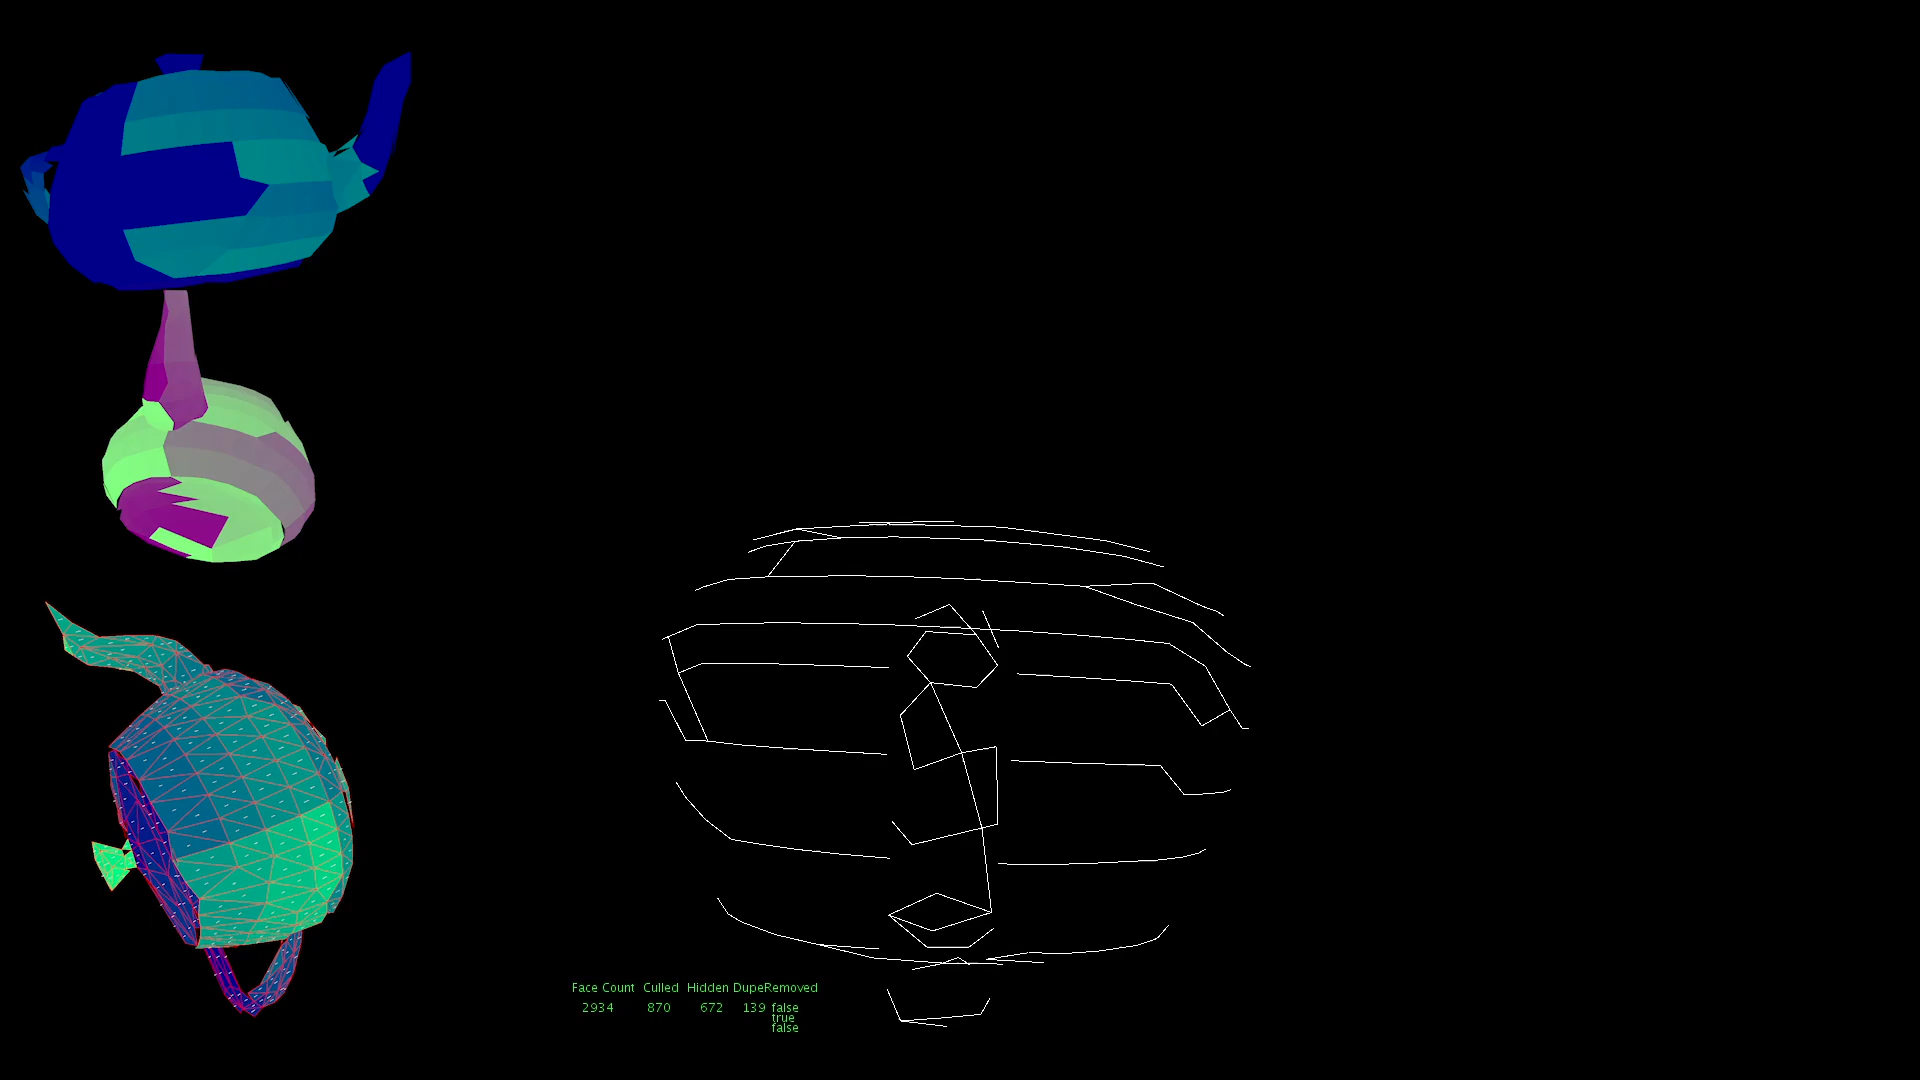 Face Count Culled Hidden DupeRemoved
2934 870 672 139 false
true
false